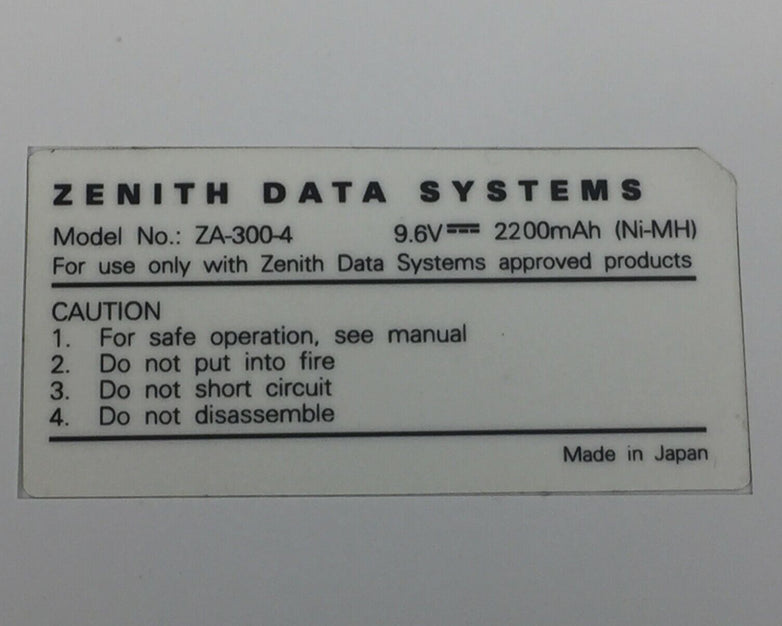 ZENITH DATA SYSTEMS
Model No.: ZA-300-4 9.6V⎓ 2200mAh (Ni-MH)
For use only with Zenith Data Systems approved products
CAUTION
1. For safe operation, see manual
2. Do not put into fire
3. Do not short circuit
4. Do not disassemble
Made in Japan